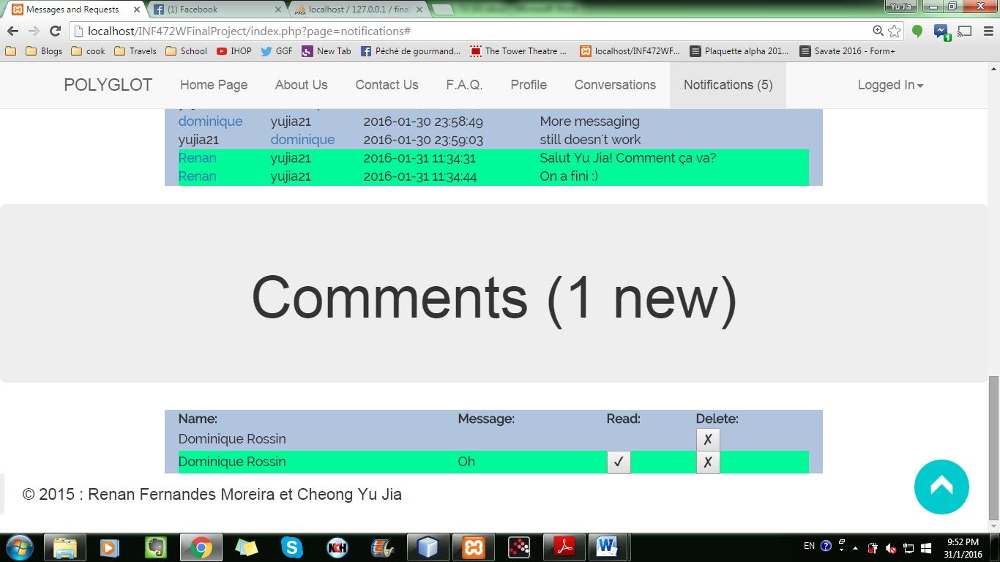 Messages and Requests
(1) Facebook
localhost / 127.0.0.1 / final
Yu Jia
localhost/INF472WFinalProject/index.php?page=notifications#
1
Blogs cook Travels School IHOP GGF New Tab Péché de gourmand... The Tower Theatre ... localhost/INF472WF... Plaquette alpha 201... Savate 2016 - Form+
POLYGLOT Home Page About Us Contact Us F.A.Q. Profile Conversations Notifications (5) Logged In
dominique yujia21 2016-01-30 23:58:49 More messaging
yujia21 dominique 2016-01-30 23:59:03 still doesn't work
Renan yujia21 2016-01-31 11:34:31 Salut Yu Jia! Comment ça va?
Renan yujia21 2016-01-31 11:34:44 On a fini :)
Comments (1 new)
Name: Message: Read: Delete:
Dominique Rossin ✗
Dominique Rossin Oh ✓ ✗
© 2015 : Renan Fernandes Moreira et Cheong Yu Jia
NCH
EN
9:52 PM
31/1/2016